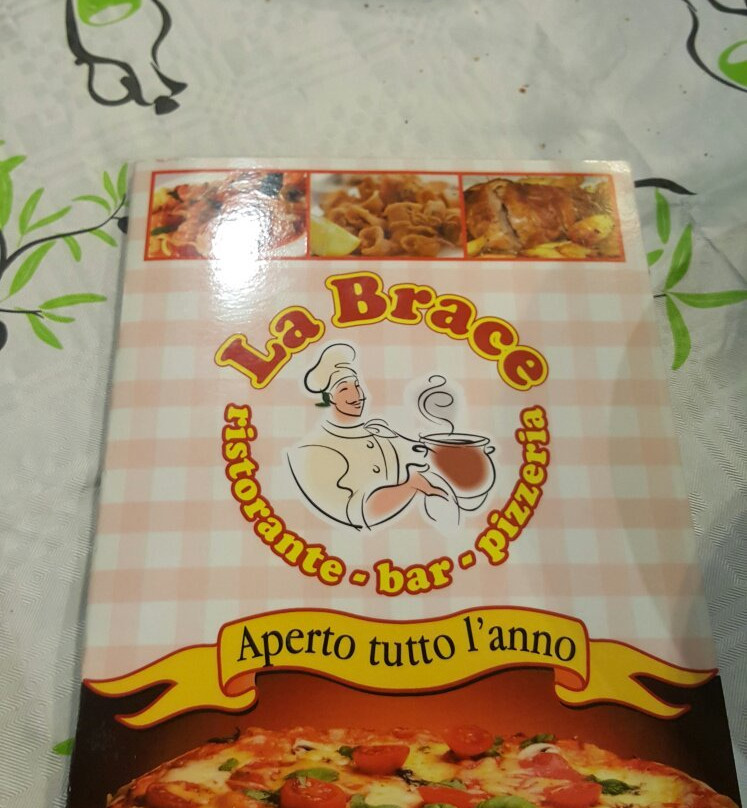 La Brace
ristorante - bar - pizzeria
Aperto tutto l'anno